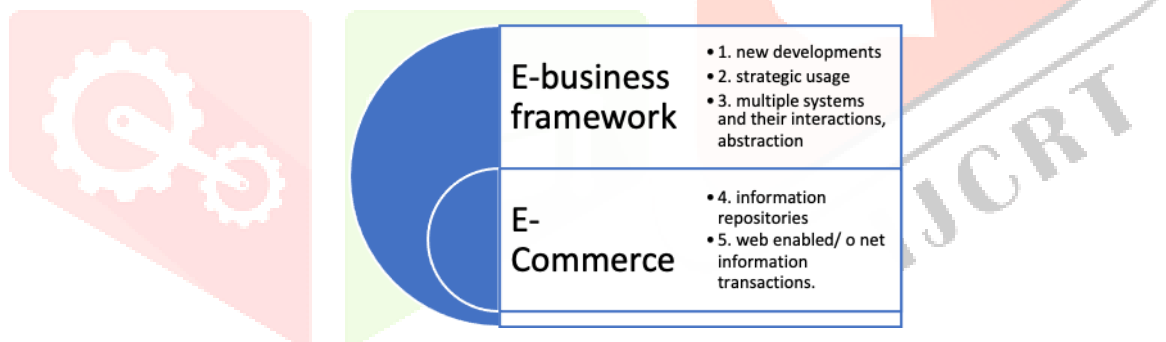 E-business
framework
• 1. new developments
• 2. strategic usage
• 3. multiple systems
and their interactions,
abstraction
E-
Commerce
• 4. information
repositories
• 5. web enabled/ o net
information
transactions.
IJCRT